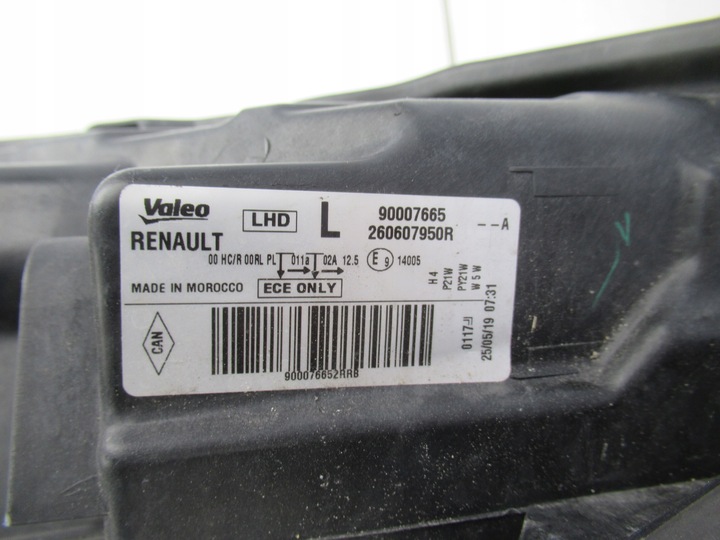 Valeo LHD L 90007665 --A
RENAULT 260607950R
00 HC/R 00RL PL 011a 02A 12.5 E9 14005
MADE IN MOROCCO ECE ONLY
CAN
900076652RRB
H4
P21W
PY21W
W5W
0117
25/05/19 07:31